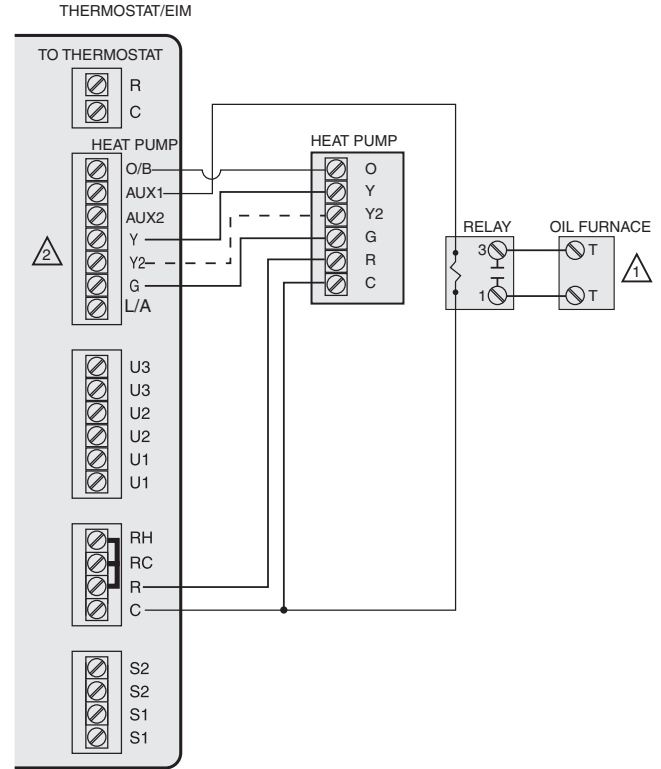 THERMOSTAT/EIM
TO THERMOSTAT
R
C
HEAT PUMP
O/B
AUX1
AUX2
Y
Y2
G
L/A
2
U3
U3
U2
U2
U1
U1
RH
RC
R
C
S2
S2
S1
S1
HEAT PUMP
O
Y
Y2
G
R
C
RELAY
3
1
OIL FURNACE
T
T
1